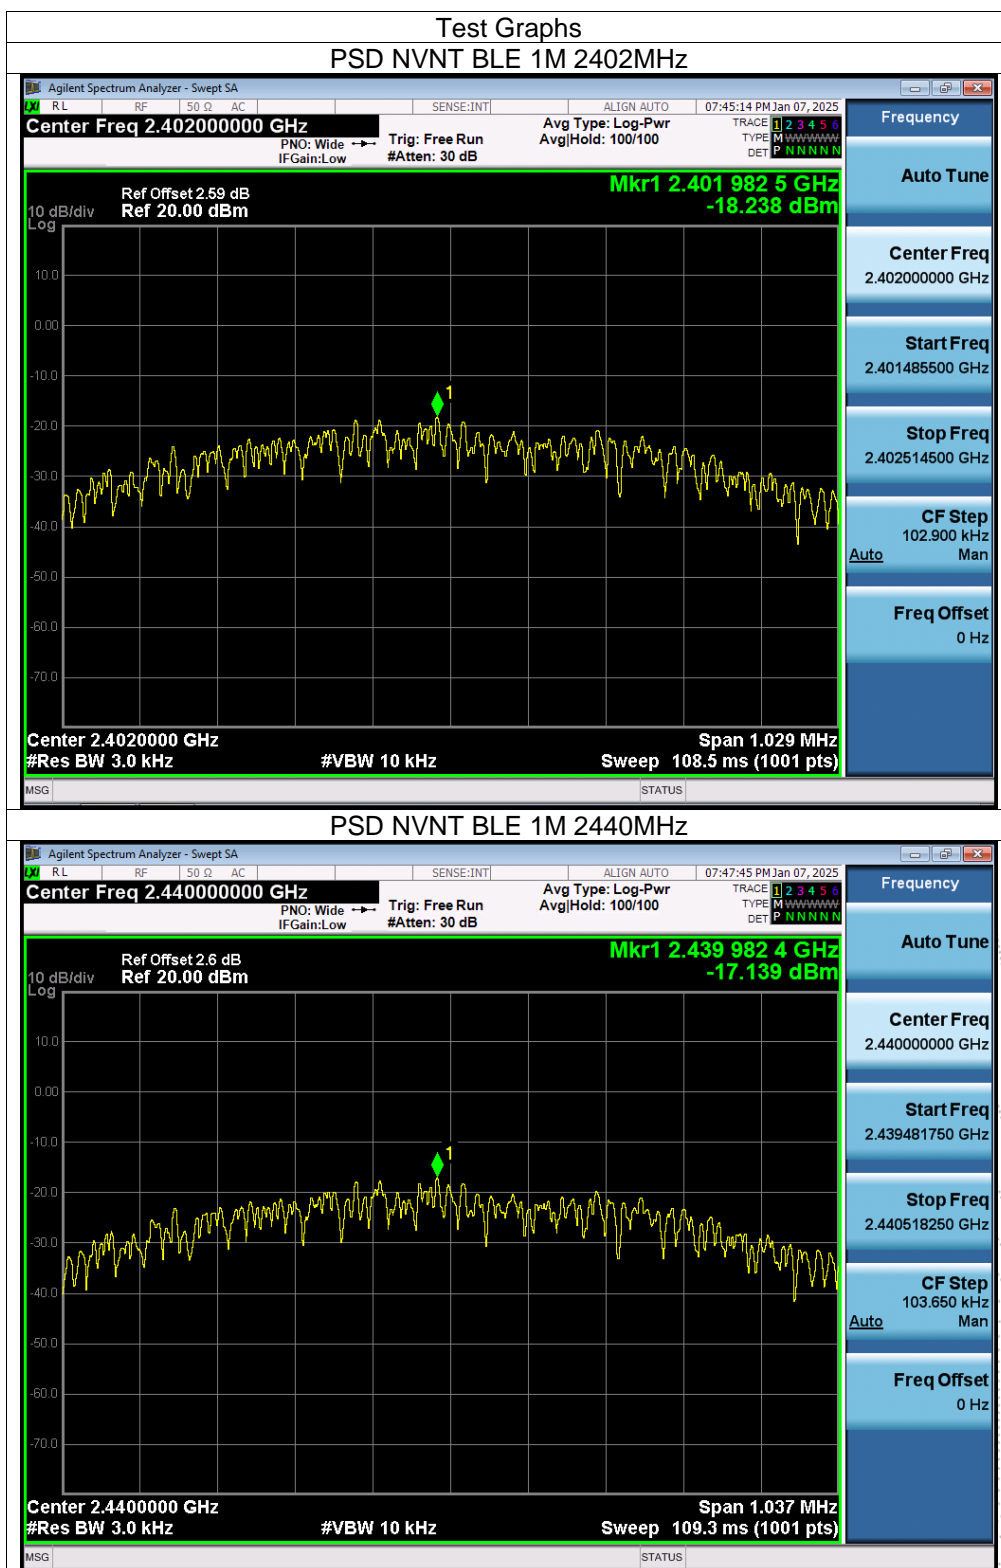 Test Graphs
PSD NVNT BLE 1M 2402MHz
Agilent Spectrum Analyzer - Swept SA
LXI RL RF 50 Ω AC SENSE:INT ALIGN AUTO 07:45:14 PM Jan 07, 2025
Center Freq 2.402000000 GHz Avg Type: Log-Pwr TRACE 1 2 3 4 5 6
PNO: Wide Trig: Free Run Avg|Hold: 100/100 TYPE M WWWWW
IFGain:Low #Atten: 30 dB DET P N N N N N
Frequency
Auto Tune
Center Freq
2.402000000 GHz
Start Freq
2.401485500 GHz
Stop Freq
2.402514500 GHz
CF Step
102.900 kHz
Auto Man
Freq Offset
0 Hz
Mkr1 2.401 982 5 GHz
-18.238 dBm
Ref Offset 2.59 dB
10 dB/div Ref 20.00 dBm
Log
10.0
0.00
-10.0
-20.0
-30.0
-40.0
-50.0
-60.0
-70.0
1
Center 2.4020000 GHz Span 1.029 MHz
#Res BW 3.0 kHz #VBW 10 kHz Sweep 108.5 ms (1001 pts)
MSG STATUS
PSD NVNT BLE 1M 2440MHz
Agilent Spectrum Analyzer - Swept SA
LXI RL RF 50 Ω AC SENSE:INT ALIGN AUTO 07:47:45 PM Jan 07, 2025
Center Freq 2.440000000 GHz Avg Type: Log-Pwr TRACE 1 2 3 4 5 6
PNO: Wide Trig: Free Run Avg|Hold: 100/100 TYPE M WWWWW
IFGain:Low #Atten: 30 dB DET P N N N N N
Frequency
Auto Tune
Center Freq
2.440000000 GHz
Start Freq
2.439481750 GHz
Stop Freq
2.440518250 GHz
CF Step
103.650 kHz
Auto Man
Freq Offset
0 Hz
Mkr1 2.439 982 4 GHz
-17.139 dBm
Ref Offset 2.6 dB
10 dB/div Ref 20.00 dBm
Log
10.0
0.00
-10.0
-20.0
-30.0
-40.0
-50.0
-60.0
-70.0
1
Center 2.4400000 GHz Span 1.037 MHz
#Res BW 3.0 kHz #VBW 10 kHz Sweep 109.3 ms (1001 pts)
MSG STATUS